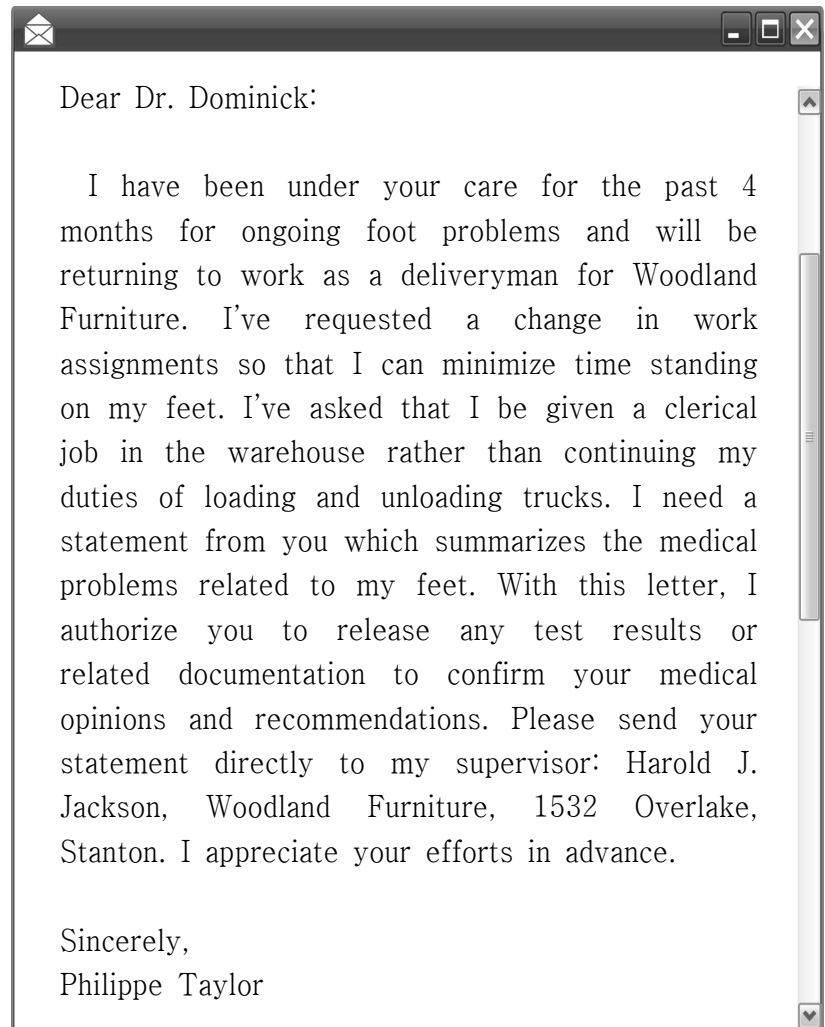 Dear Dr. Dominick:
I have been under your care for the past 4
months for ongoing foot problems and will be
returning to work as a deliveryman for Woodland
Furniture. I've requested a change in work
assignments so that I can minimize time standing
on my feet. I've asked that I be given a clerical
job in the warehouse rather than continuing my
duties of loading and unloading trucks. I need a
statement from you which summarizes the medical
problems related to my feet. With this letter, I
authorize you to release any test results or
related documentation to confirm your medical
opinions and recommendations. Please send your
statement directly to my supervisor: Harold J.
Jackson, Woodland Furniture, 1532 Overlake,
Stanton. I appreciate your efforts in advance.
Sincerely,
Philippe Taylor